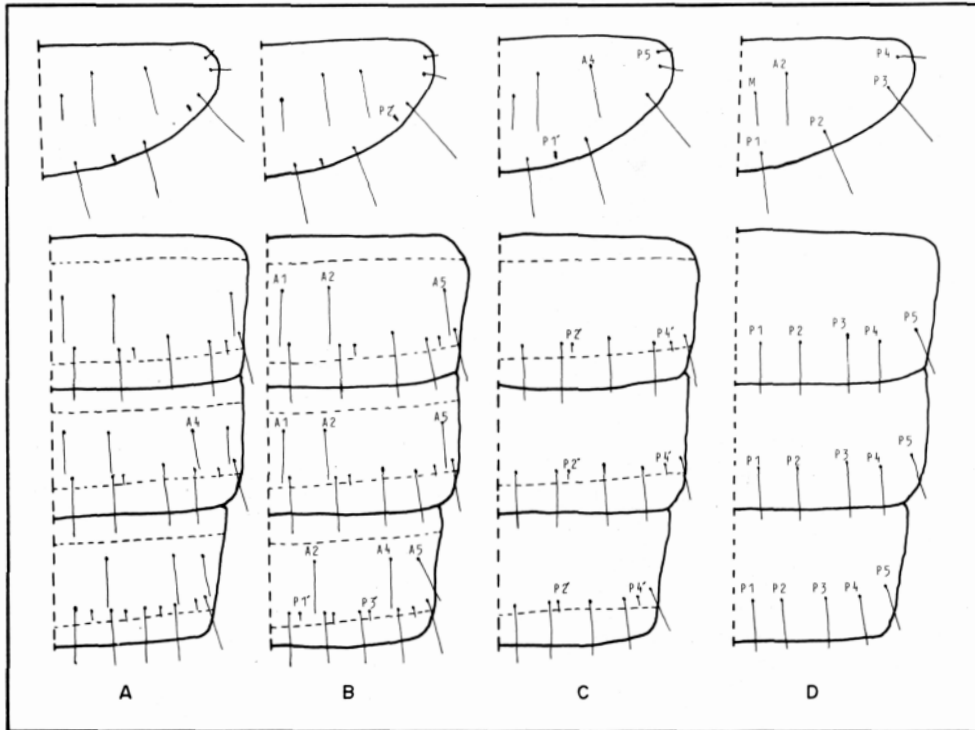 P2'
A4
P5
P1'
M
A2
P4
P3
P2
P1
A1 A2 A5
P2' P4'
P1 P2 P3 P4 P5
A4
A1 A2 A5
P2' P4'
P1 P2 P3 P4 P5
A2 A4 A5
P1' P3'
P2' P4'
P1 P2 P3 P4 P5
A B C D